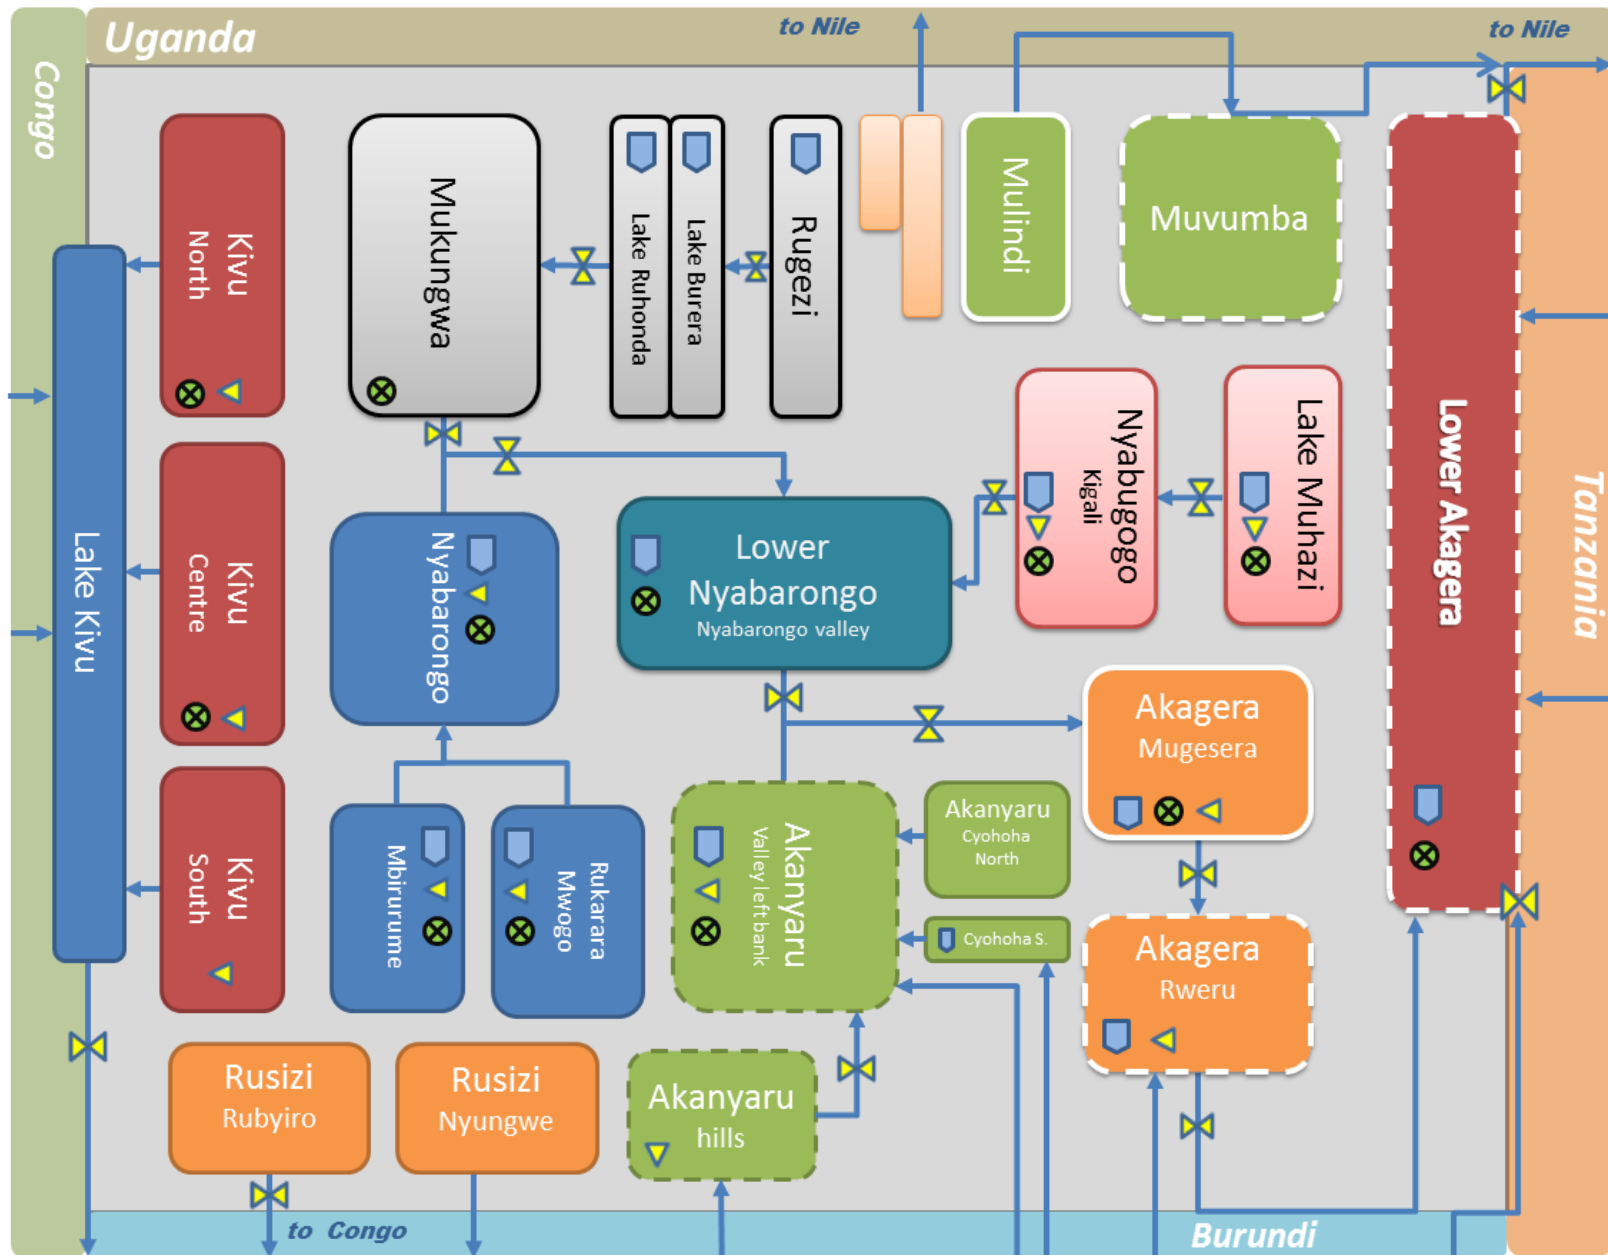 Uganda
to Nile
to Nile
Congo
Kivu
North
Mukungwa
Lake Ruhonda
Lake Burera
Rugezi
Mulindi
Muvumba
Lower Akagera
Tanzania
Lake Kivu
Kivu
Centre
Nyabarongo
Lower
Nyabarongo
Nyabarongo valley
Nyabugogo
Kigali
Lake Muhazi
Akagera
Mugesera
Kivu
South
Mbirurume
Rukarara
Mwogo
Akanyaru
Valley left bank
Akanyaru
Cyohoha
North
Cyohoha S.
Akagera
Rweru
Rusizi
Rubyiro
Rusizi
Nyungwe
Akanyaru
hills
to Congo
Burundi